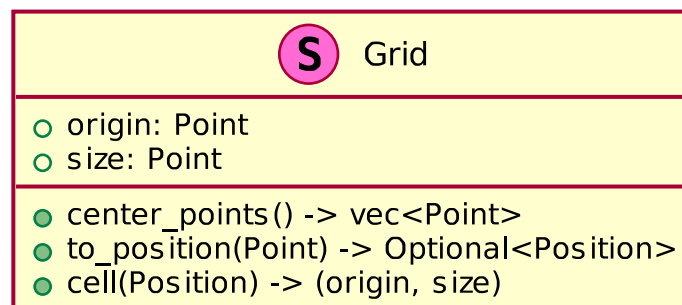 S Grid
origin: Point
size: Point
center_points() -> vec<Point>
to_position(Point) -> Optional<Position>
cell(Position) -> (origin, size)